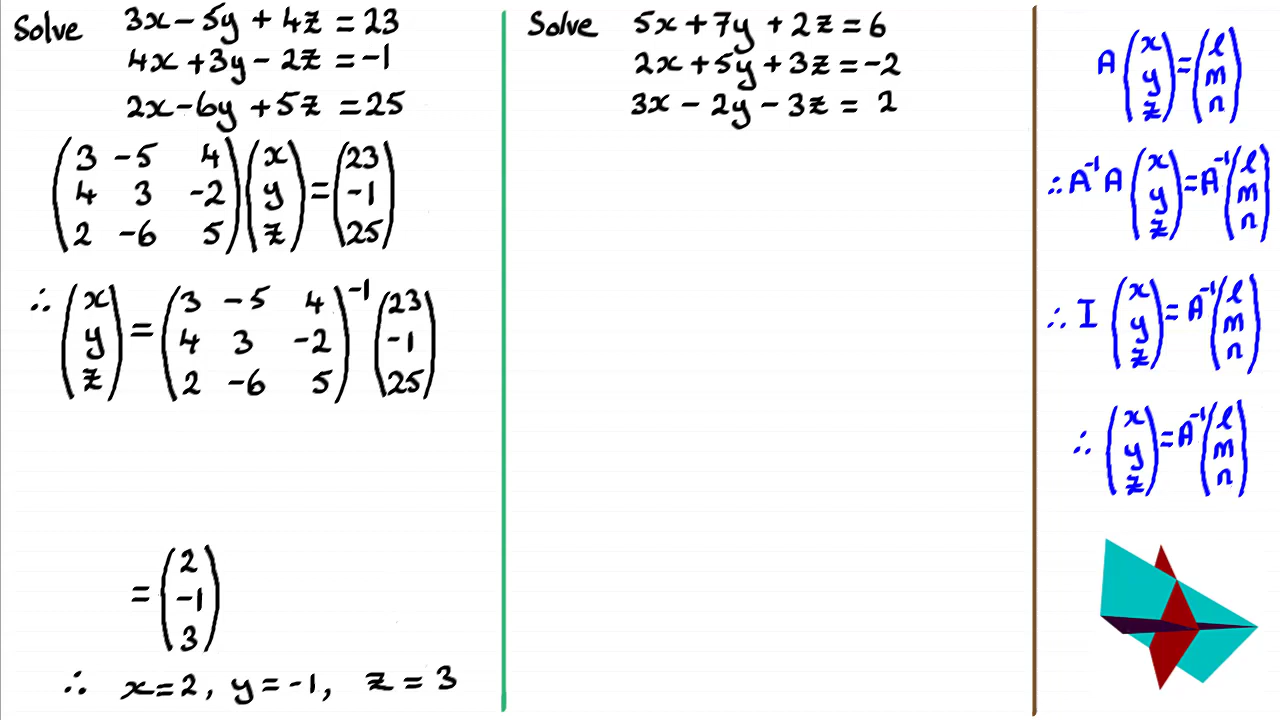 Solve 3x - 5y + 4z = 23
4x + 3y - 2z = -1
2x - 6y + 5z = 25
(3 -5 4) (x) = (23)
(4 3 -2) (y) = (-1)
(2 -6 5) (z) = (25)
∴ (x) = (3 -5 4)⁻¹ (23)
(y) = (4 3 -2) (-1)
(z) (2 -6 5) (25)
= (2)
(-1)
(3)
∴ x = 2, y = -1, z = 3
Solve 5x + 7y + 2z = 6
2x + 5y + 3z = -2
3x - 2y - 3z = 2
A (x y z) = (l m n)
∴ A⁻¹ A (x y z) = A⁻¹ (l m n)
∴ I (x y z) = A⁻¹ (l m n)
∴ (x y z) = A⁻¹ (l m n)